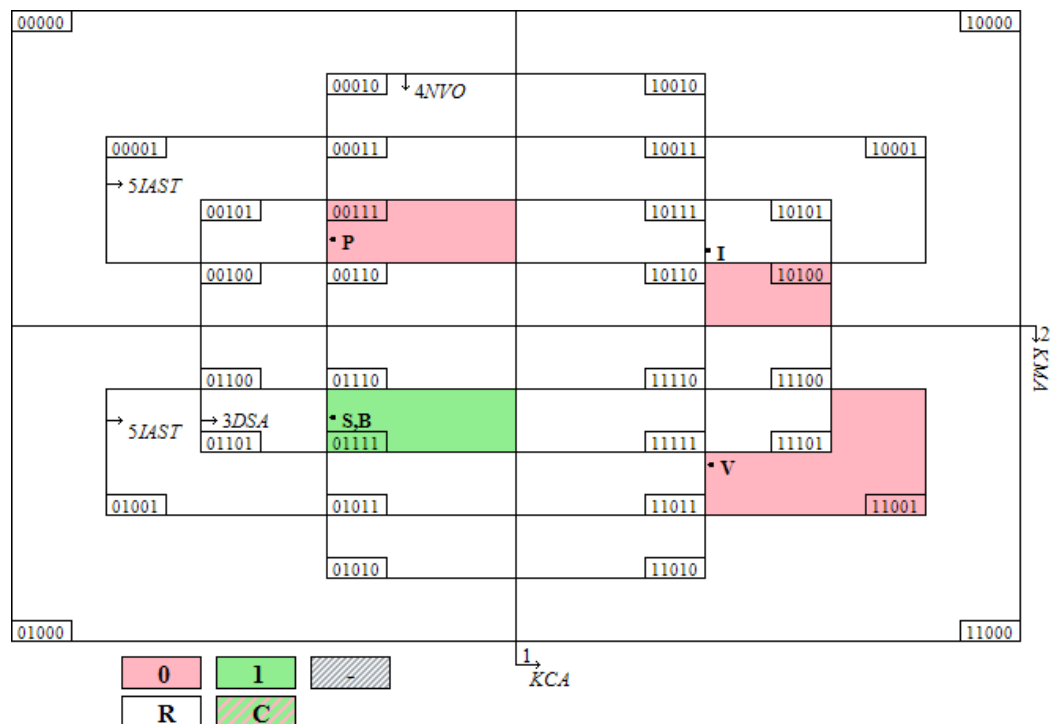 00000 10000
00010 4NVO 10010
00001 00011 10011 10001
5IAST
00101 00111 10111 10101
P I
00100 00110 10110 10100
2
KMA
01100 01110 11110 11100
5IAST 3DSA S,B
01101 01111 11111 11101
V
01001 01011 11011 11001
01010 11010
01000 11000
1
KCA
0 1 -
R C